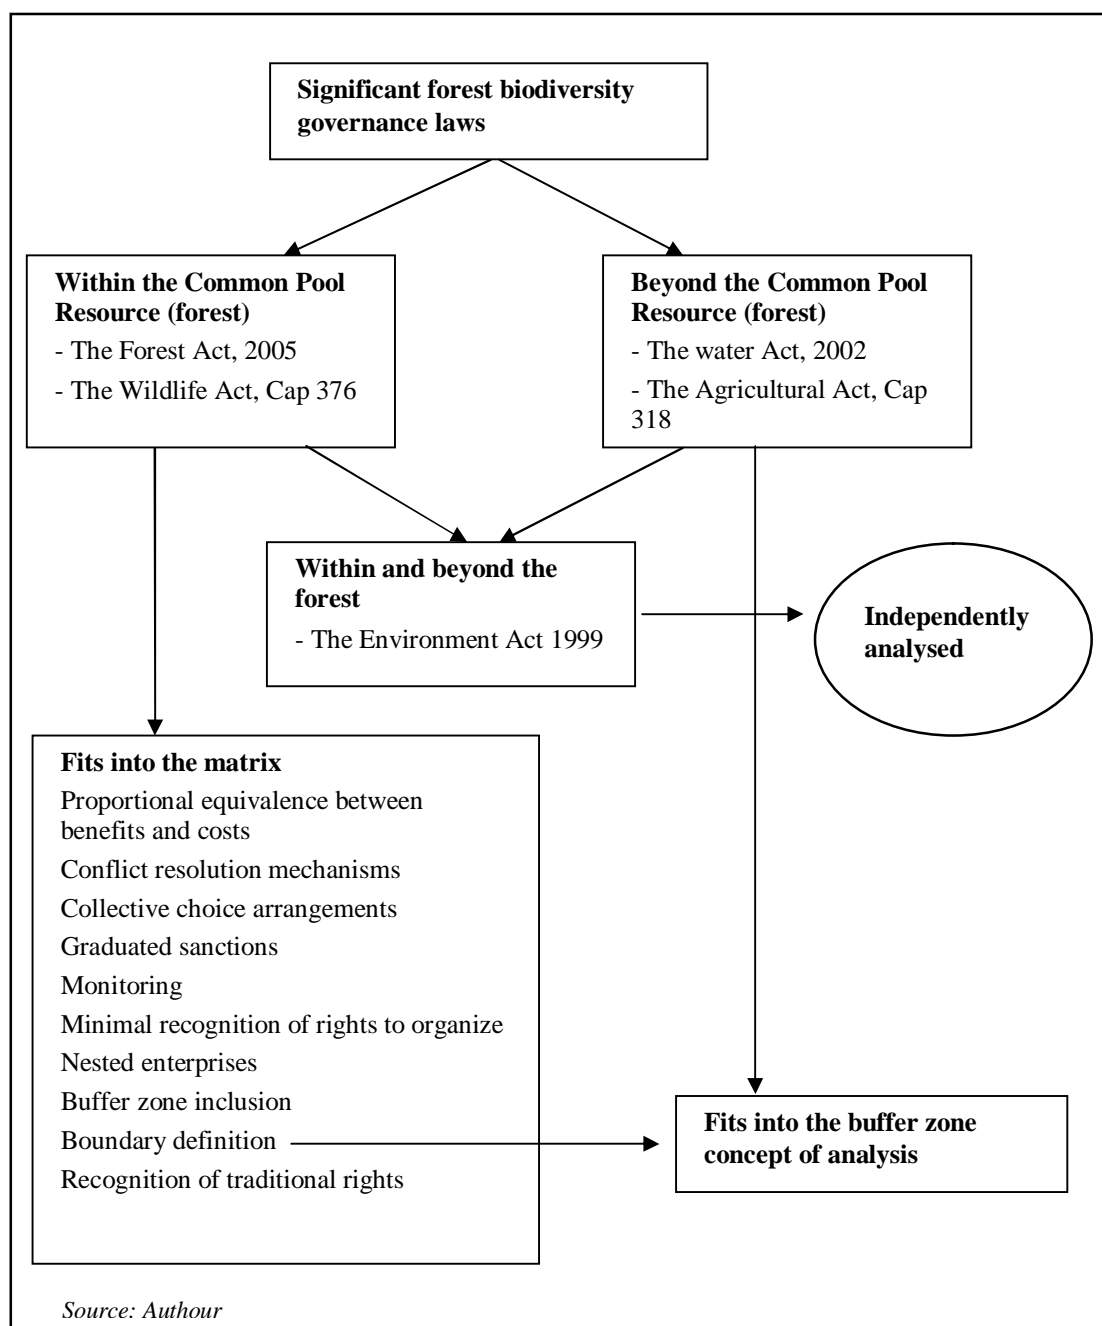 Significant forest biodiversity
governance laws
Within the Common Pool
Resource (forest)
- The Forest Act, 2005
- The Wildlife Act, Cap 376
Beyond the Common Pool
Resource (forest)
- The water Act, 2002
- The Agricultural Act, Cap
318
Within and beyond the
forest
- The Environment Act 1999
Independently
analysed
Fits into the matrix
Proportional equivalence between
benefits and costs
Conflict resolution mechanisms
Collective choice arrangements
Graduated sanctions
Monitoring
Minimal recognition of rights to organize
Nested enterprises
Buffer zone inclusion
Boundary definition
Recognition of traditional rights
Fits into the buffer zone
concept of analysis
Source: Authour